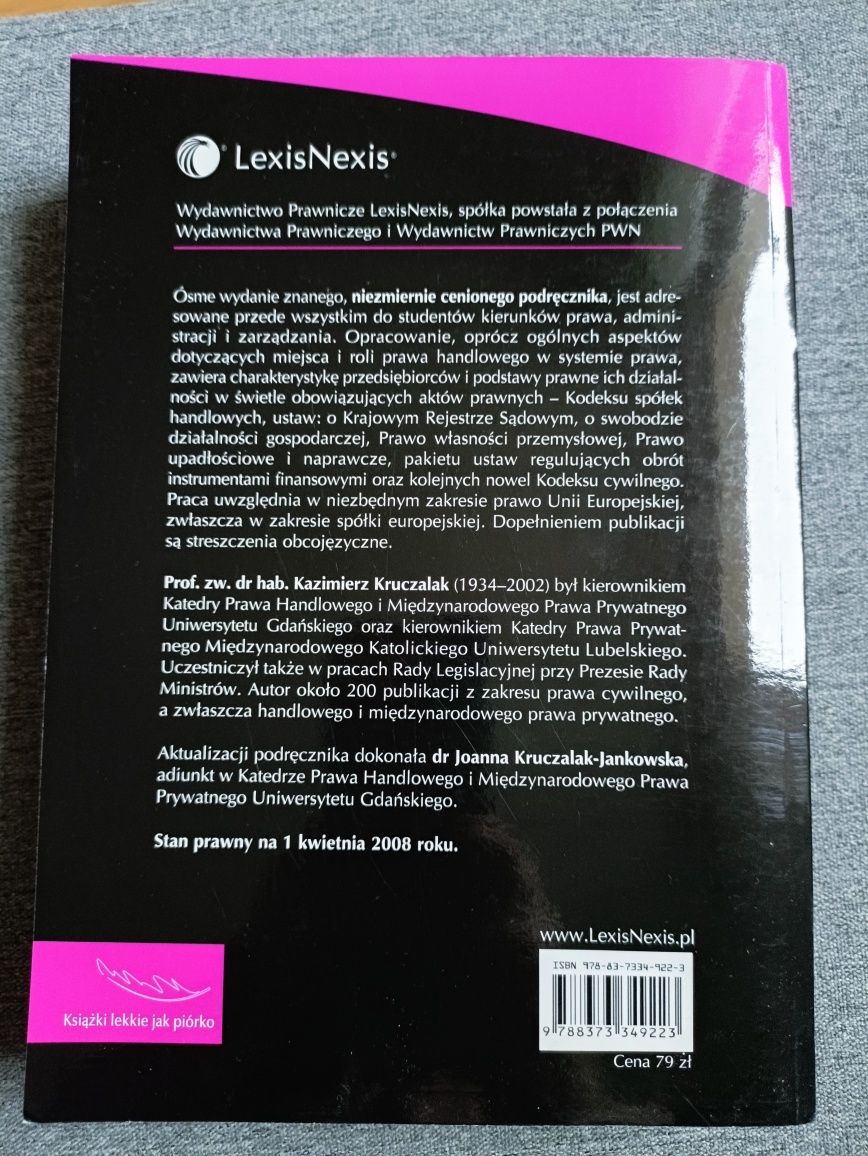 LexisNexis®
Wydawnictwo Prawnicze LexisNexis, spółka powstała z połączenia
Wydawnictwa Prawniczego i Wydawnictw Prawniczych PWN
Ósme wydanie znanego, niezmiernie cenionego podręcznika, jest adre-
sowane przede wszystkim do studentów kierunków prawa, admini-
stracji i zarządzania. Opracowanie, oprócz ogólnych aspektów
dotyczących miejsca i roli prawa handlowego w systemie prawa,
zawiera charakterystykę przedsiębiorców i podstawy prawne ich działal-
ności w świetle obowiązujących aktów prawnych – Kodeksu spółek
handlowych, ustaw: o Krajowym Rejestrze Sądowym, o swobodzie
działalności gospodarczej, Prawo własności przemysłowej, Prawo
upadłościowe i naprawcze, pakietu ustaw regulujących obrót
instrumentami finansowymi oraz kolejnych nowel Kodeksu cywilnego.
Praca uwzględnia w niezbędnym zakresie prawo Unii Europejskiej,
zwłaszcza w zakresie spółki europejskiej. Dopełnieniem publikacji
są streszczenia obcojęzyczne.
Prof. zw. dr hab. Kazimierz Kruczalak (1934–2002) był kierownikiem
Katedry Prawa Handlowego i Międzynarodowego Prawa Prywatnego
Uniwersytetu Gdańskiego oraz kierownikiem Katedry Prawa Prywat-
nego Międzynarodowego Katolickiego Uniwersytetu Lubelskiego.
Uczestniczył także w pracach Rady Legislacyjnej przy Prezesie Rady
Ministrów. Autor około 200 publikacji z zakresu prawa cywilnego,
a zwłaszcza handlowego i międzynarodowego prawa prywatnego.
Aktualizacji podręcznika dokonała dr Joanna Kruczalak-Jankowska,
adiunkt w Katedrze Prawa Handlowego i Międzynarodowego Prawa
Prywatnego Uniwersytetu Gdańskiego.
Stan prawny na 1 kwietnia 2008 roku.
www.LexisNexis.pl
ISBN 978-83-7334-922-3
9 788373 349223
Książki lekkie jak piórko
Cena 79 zł